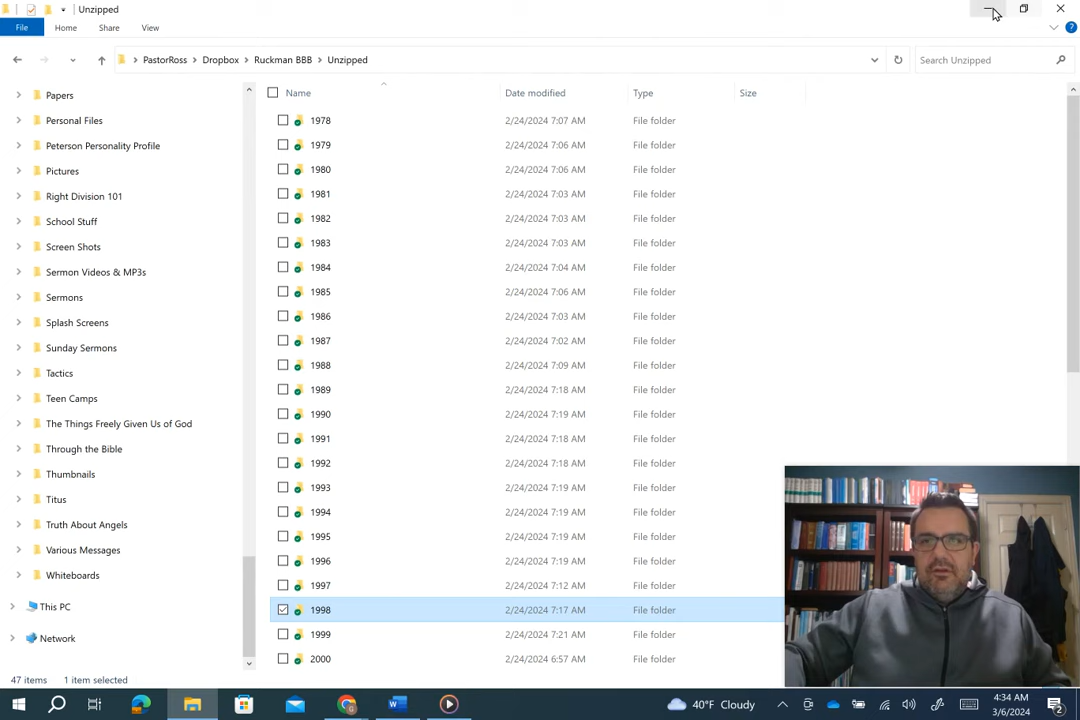 Unzipped
File Home Share View
PastorRoss Dropbox Ruckman BBB Unzipped
Search Unzipped
Name Date modified Type Size
Papers
Personal Files
Peterson Personality Profile
Pictures
Right Division 101
School Stuff
Screen Shots
Sermon Videos & MP3s
Sermons
Splash Screens
Sunday Sermons
Tactics
Teen Camps
The Things Freely Given Us of God
Through the Bible
Thumbnails
Titus
Truth About Angels
Various Messages
Whiteboards
This PC
Network
1978 2/24/2024 7:07 AM File folder
1979 2/24/2024 7:06 AM File folder
1980 2/24/2024 7:06 AM File folder
1981 2/24/2024 7:03 AM File folder
1982 2/24/2024 7:03 AM File folder
1983 2/24/2024 7:03 AM File folder
1984 2/24/2024 7:04 AM File folder
1985 2/24/2024 7:06 AM File folder
1986 2/24/2024 7:03 AM File folder
1987 2/24/2024 7:02 AM File folder
1988 2/24/2024 7:09 AM File folder
1989 2/24/2024 7:18 AM File folder
1990 2/24/2024 7:19 AM File folder
1991 2/24/2024 7:18 AM File folder
1992 2/24/2024 7:18 AM File folder
1993 2/24/2024 7:19 AM File folder
1994 2/24/2024 7:19 AM File folder
1995 2/24/2024 7:19 AM File folder
1996 2/24/2024 7:19 AM File folder
1997 2/24/2024 7:12 AM File folder
1998 2/24/2024 7:17 AM File folder
1999 2/24/2024 7:21 AM File folder
2000 2/24/2024 6:57 AM File folder
47 items 1 item selected
40°F Cloudy
4:34 AM
3/6/2024
2